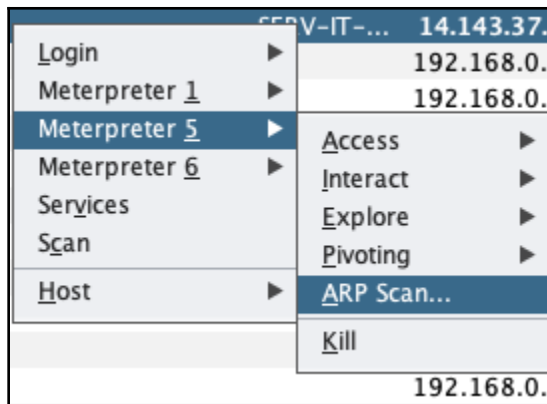 V-IT-... 14.143.37.
Login
192.168.0.
Meterpreter 1
192.168.0.
Meterpreter 5
Access
Meterpreter 6
Interact
Services
Explore
Scan
Pivoting
Host
ARP Scan...
Kill
192.168.0.